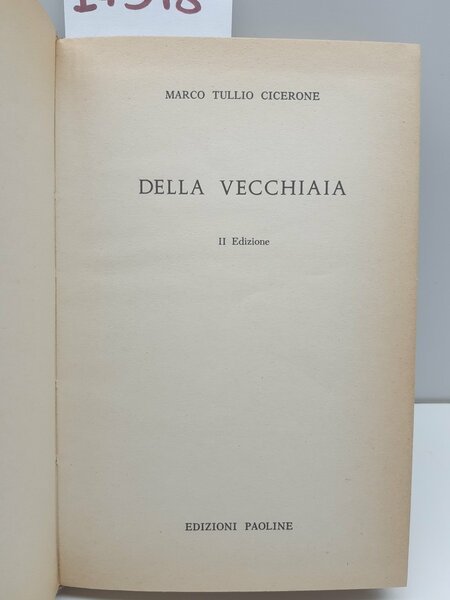 MARCO TULLIO CICERONE
DELLA VECCHIAIA
II Edizione
EDIZIONI PAOLINE